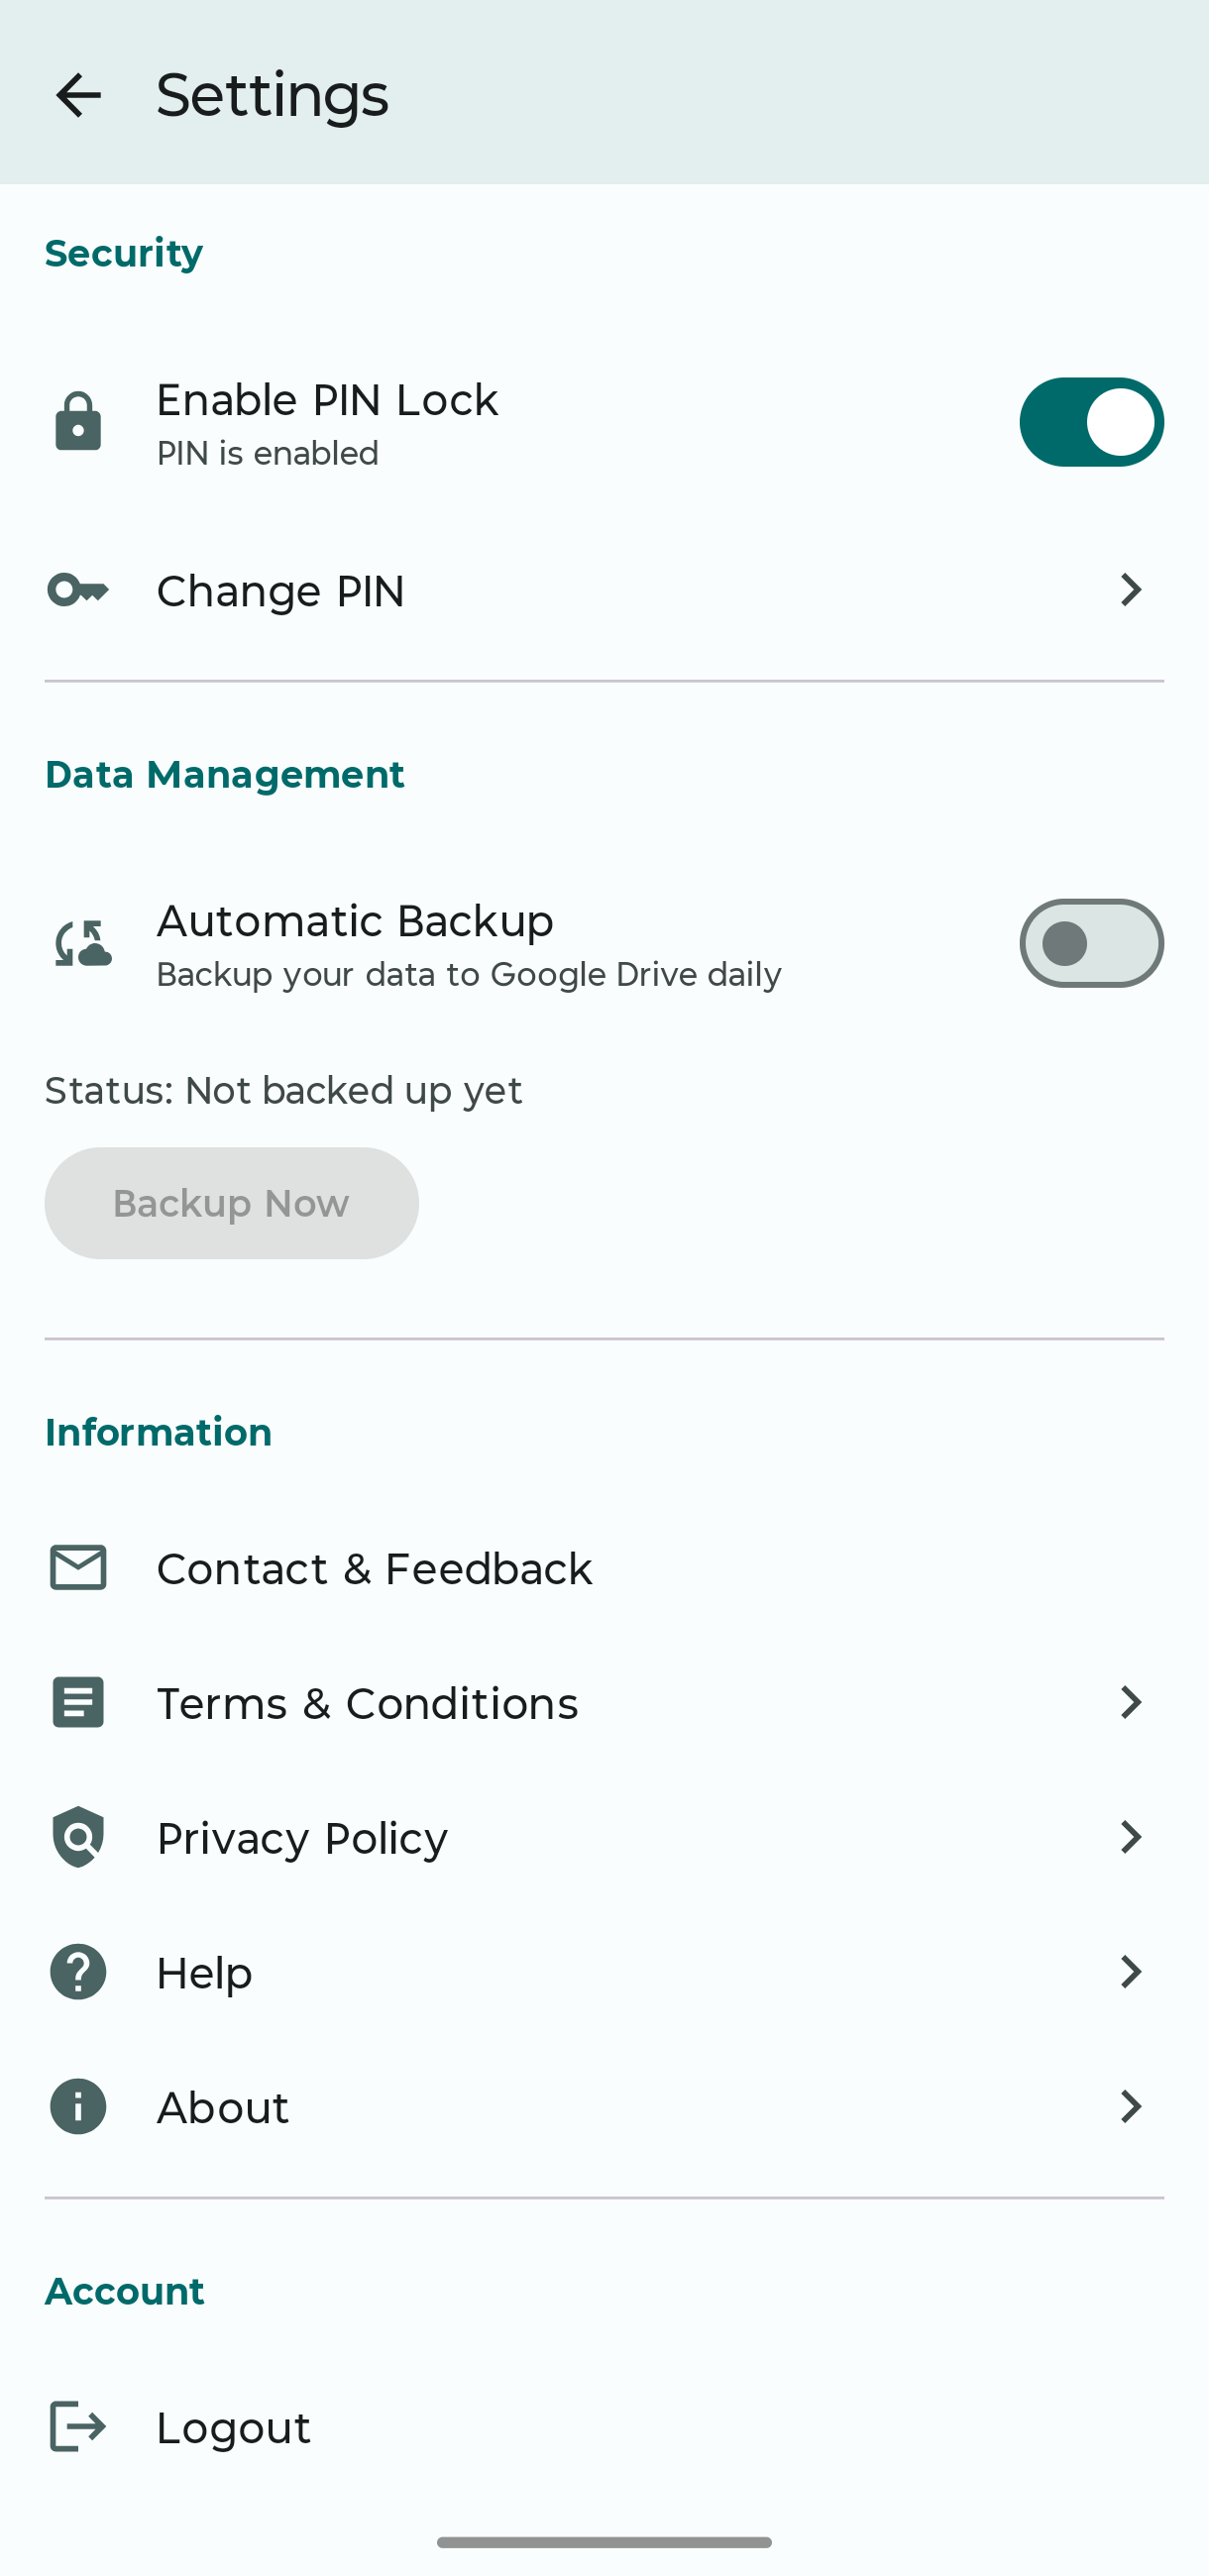 Settings
Security
Enable PIN Lock
PIN is enabled
Change PIN
Data Management
Automatic Backup
Backup your data to Google Drive daily
Status: Not backed up yet
Backup Now
Information
Contact & Feedback
Terms & Conditions
Privacy Policy
Help
About
Account
Logout